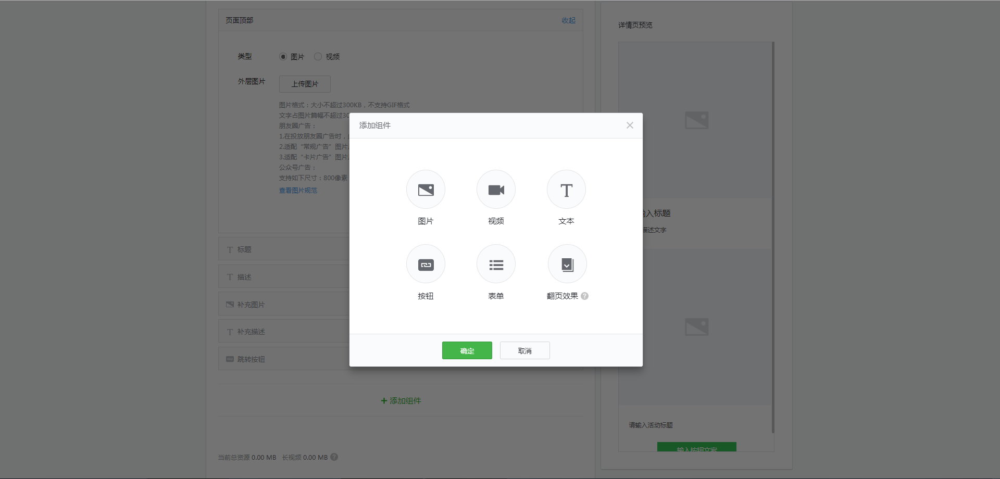 页面顶部
收起
类型
图片
视频
外层图片
上传图片
图片格式：大小不超过300KB，不支持GIF格式
文字占图片篇幅不超过30
朋友圈广告：
1.在投放朋友圈广告时，
2.适配“常规广告”图片
3.适配“卡片广告”图片
公众号广告：
支持如下尺寸：800像素
查看图片规范
标题
描述
补充图片
补充描述
跳转按钮
添加组件
当前总资源 0.00 MB 长视频 0.00 MB ?
添加组件
图片
视频
文本
按钮
表单
翻页效果 ?
确定
取消
详情页预览
输入标题
描述文字
请输入活动标题
输入按钮文案